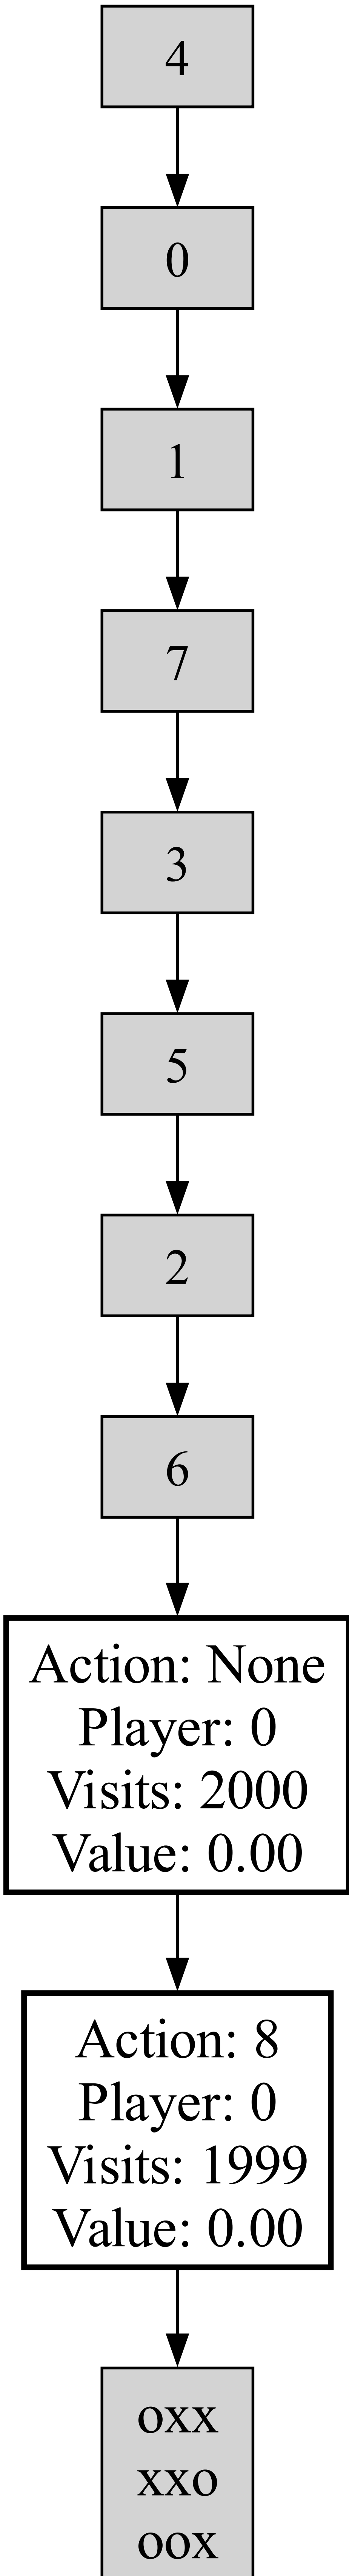 4
0
1
7
3
5
2
6
Action: None
Player: 0
Visits: 2000
Value: 0.00
Action: 8
Player: 0
Visits: 1999
Value: 0.00
oxx
xxo
oox